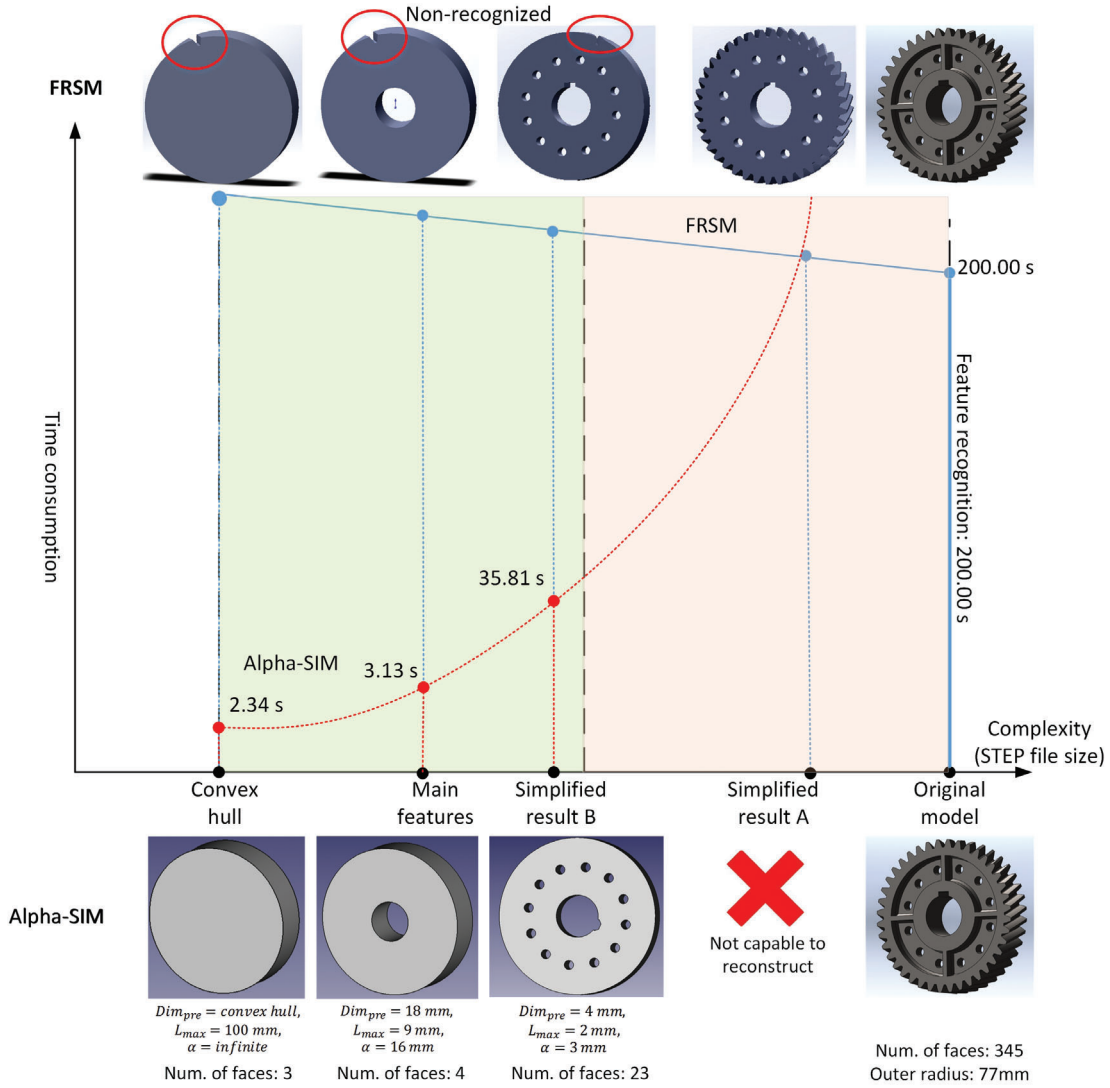 Non-recognized
FRSM
FRSM
200.00 s
Feature recognition: 200.00 s
Time consumption
35.81 s
Alpha-SIM
3.13 s
2.34 s
Complexity
(STEP file size)
Convex
hull
Main
features
Simplified
result B
Simplified
result A
Original
model
Alpha-SIM
Not capable to
reconstruct
Dim_pre = convex hull,
L_max = 100 mm,
α = infinite
Num. of faces: 3
Dim_pre = 18 mm,
L_max = 9 mm,
α = 16 mm
Num. of faces: 4
Dim_pre = 4 mm,
L_max = 2 mm,
α = 3 mm
Num. of faces: 23
Num. of faces: 345
Outer radius: 77mm